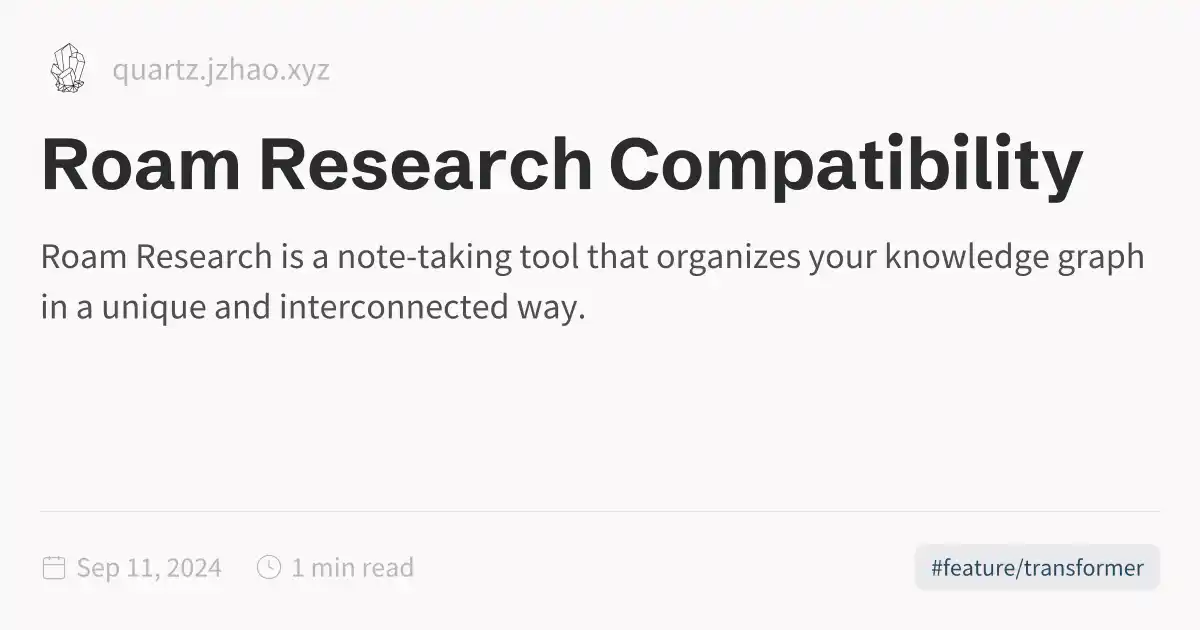 quartz.jzhao.xyz
Roam Research Compatibility
Roam Research is a note-taking tool that organizes your knowledge graph
in a unique and interconnected way.
Sep 11, 2024 1 min read #feature/transformer